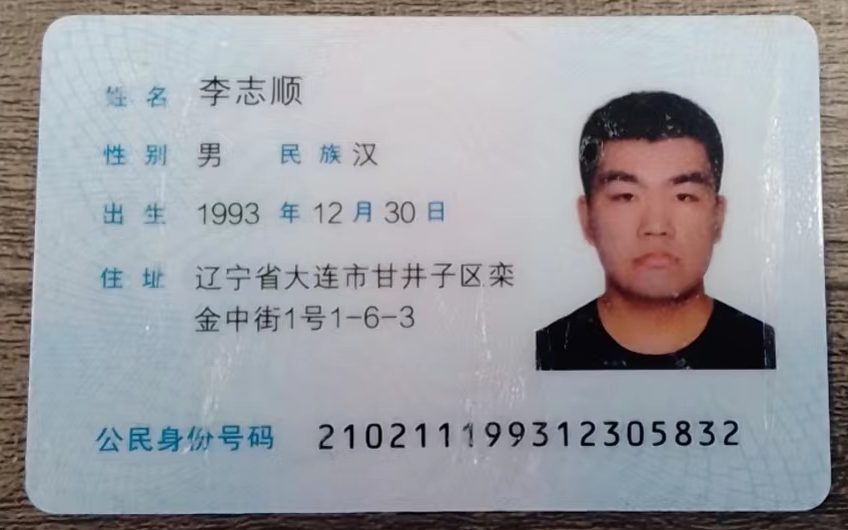 姓名 李志顺
性别 男 民族 汉
出生 1993 年 12 月 30 日
住址 辽宁省大连市甘井子区栾
金中街1号1-6-3
公民身份号码 210211199312305832